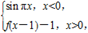 sin πx, x<0,
f(x−1)−1, x>0,